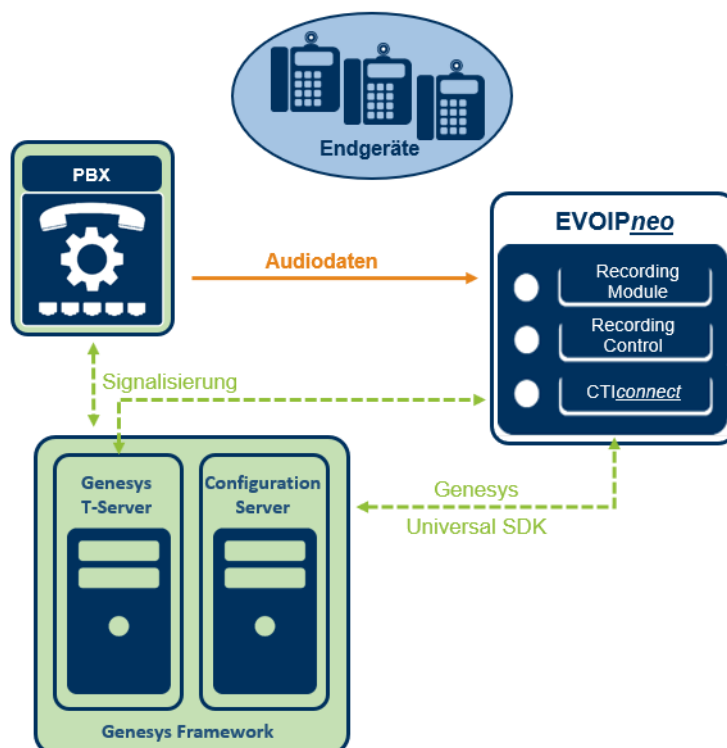 Endgeräte
PBX
EVOIPneo
Audiodaten
Recording
Module
Recording
Control
CTIconnect
Signalisierung
Genesys
T-Server
Configuration
Server
Genesys
Universal SDK
Genesys Framework